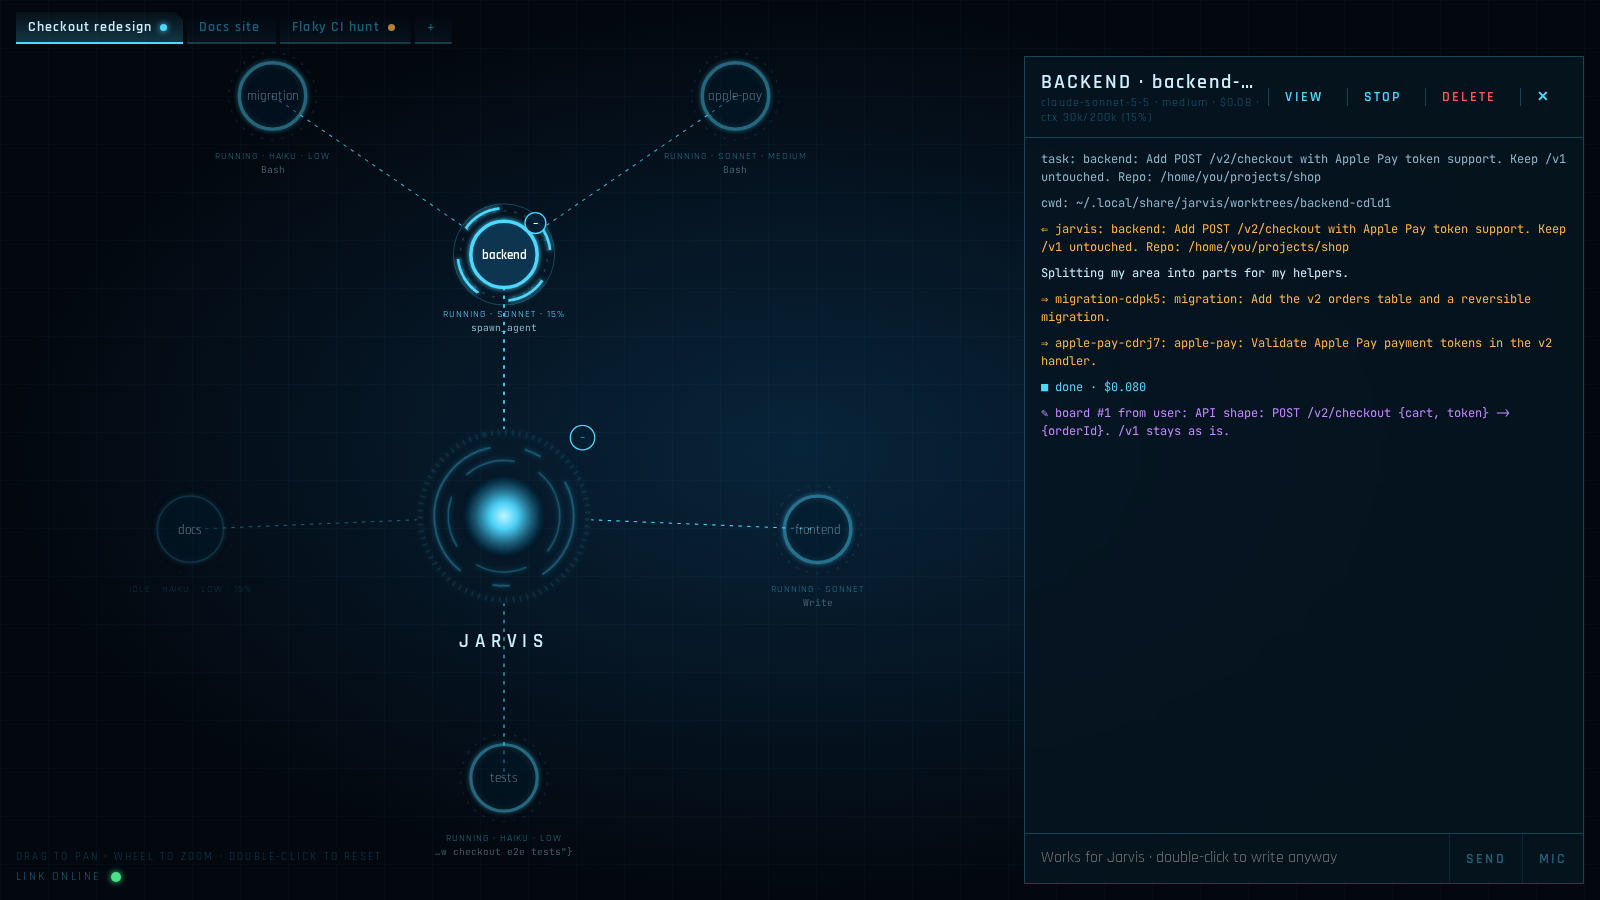 Checkout redesign
Docs site
Flaky CI hunt
+
migration
RUNNING · HAIKU · LOW
Bash
apple-pay
RUNNING · SONNET · MEDIUM
Bash
backend
–
RUNNING · SONNET · 15%
spawn_agent
–
docs
IDLE · HAIKU · LOW · 15%
frontend
RUNNING · SONNET
Write
JARVIS
tests
RUNNING · HAIKU · LOW
…w checkout e2e tests"}
DRAG TO PAN · WHEEL TO ZOOM · DOUBLE-CLICK TO RESET
LINK ONLINE
BACKEND · backend-…
claude-sonnet-5-5 · medium · $0.08 ·
ctx 30k/200k (15%)
VIEW
STOP
DELETE
×
task: backend: Add POST /v2/checkout with Apple Pay token support. Keep /v1
untouched. Repo: /home/you/projects/shop
cwd: ~/.local/share/jarvis/worktrees/backend-cdld1
⇐ jarvis: backend: Add POST /v2/checkout with Apple Pay token support. Keep
/v1 untouched. Repo: /home/you/projects/shop
Splitting my area into parts for my helpers.
⇒ migration-cdpk5: migration: Add the v2 orders table and a reversible
migration.
⇒ apple-pay-cdrj7: apple-pay: Validate Apple Pay payment tokens in the v2
handler.
■ done · $0.080
✎ board #1 from user: API shape: POST /v2/checkout {cart, token} →
{orderId}. /v1 stays as is.
Works for Jarvis · double-click to write anyway
SEND
MIC